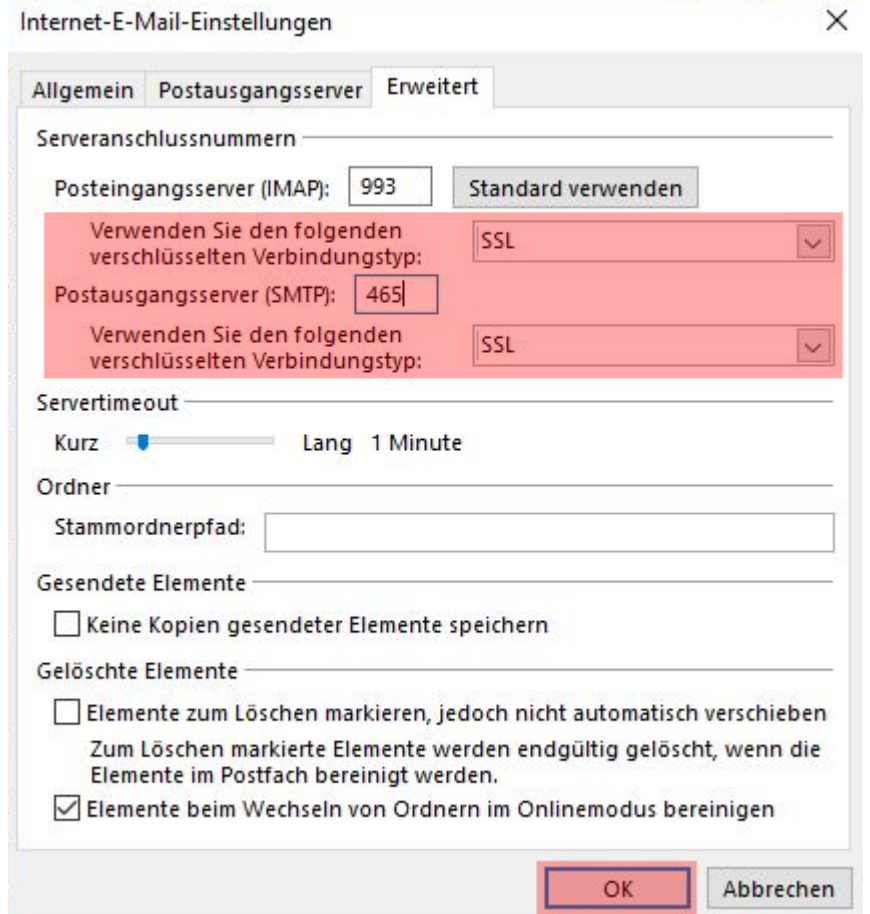 Internet-E-Mail-Einstellungen
Allgemein Postausgangsserver Erweitert
Serveranschlussnummern
Posteingangsserver (IMAP): 993 Standard verwenden
Verwenden Sie den folgenden
verschlüsselten Verbindungstyp: SSL
Postausgangsserver (SMTP): 465
Verwenden Sie den folgenden
verschlüsselten Verbindungstyp: SSL
Servertimeout
Kurz Lang 1 Minute
Ordner
Stammordnerpfad:
Gesendete Elemente
Keine Kopien gesendeter Elemente speichern
Gelöschte Elemente
Elemente zum Löschen markieren, jedoch nicht automatisch verschieben
Zum Löschen markierte Elemente werden endgültig gelöscht, wenn die
Elemente im Postfach bereinigt werden.
Elemente beim Wechseln von Ordnern im Onlinemodus bereinigen
OK Abbrechen